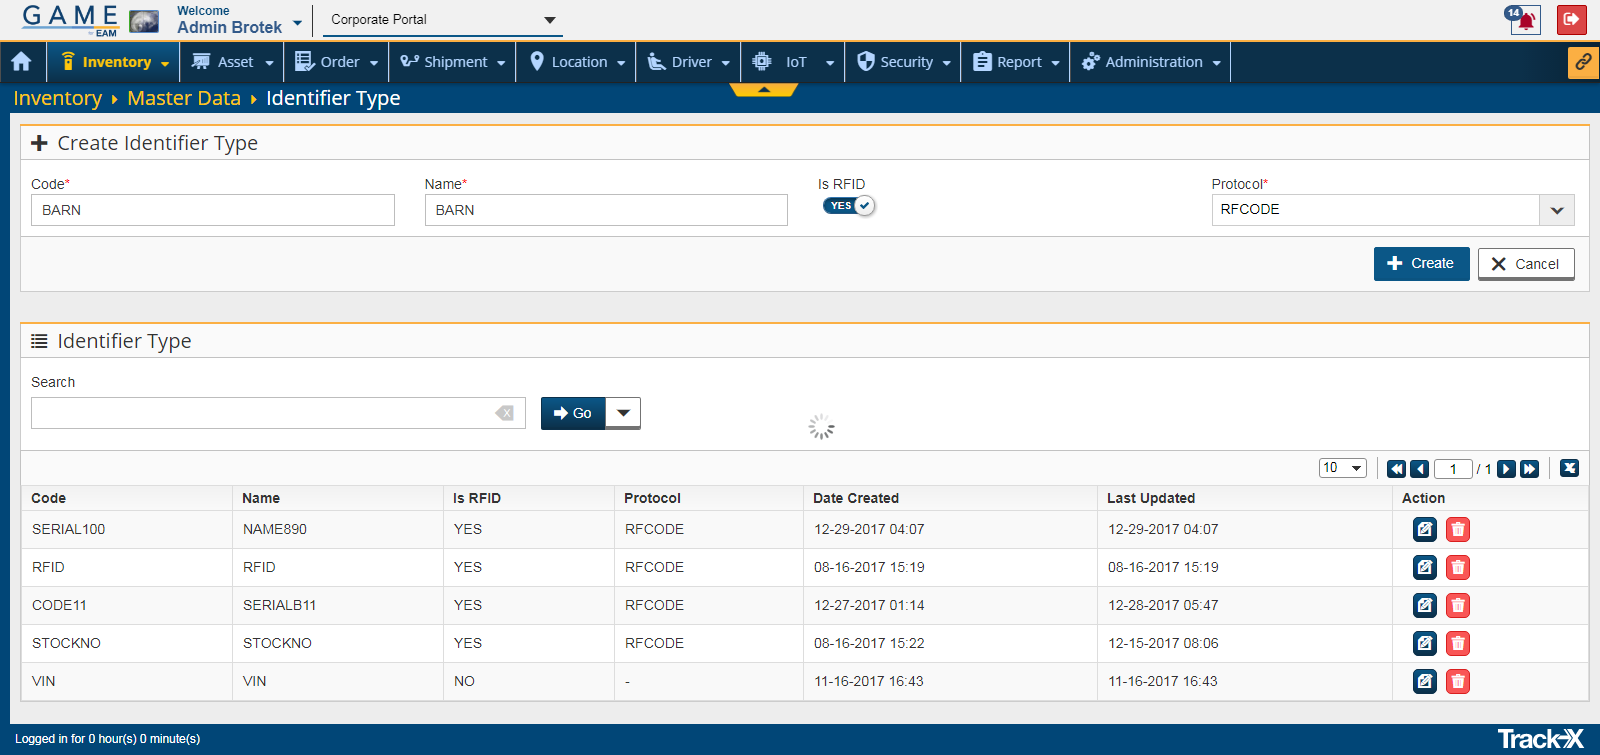 GAME
by EAM
Welcome
Admin Brotek
Corporate Portal
14
Inventory
Asset
Order
Shipment
Location
Driver
IoT
Security
Report
Administration
Inventory Master Data Identifier Type
Create Identifier Type
Code* Name* Is RFID Protocol*
BARN BARN YES RFCODE
Create Cancel
Identifier Type
Search
Go
10 1 / 1
Code Name Is RFID Protocol Date Created Last Updated Action
SERIAL100 NAME890 YES RFCODE 12-29-2017 04:07 12-29-2017 04:07
RFID RFID YES RFCODE 08-16-2017 15:19 08-16-2017 15:19
CODE11 SERIALB11 YES RFCODE 12-27-2017 01:14 12-28-2017 05:47
STOCKNO STOCKNO YES RFCODE 08-16-2017 15:22 12-15-2017 08:06
VIN VIN NO - 11-16-2017 16:43 11-16-2017 16:43
Logged in for 0 hour(s) 0 minute(s)
Track-X